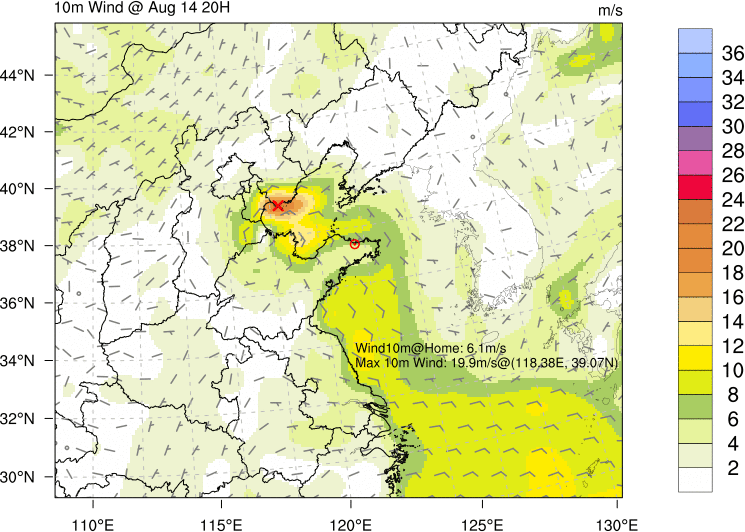 10m Wind @ Aug 14 20H
m/s
44°N
42°N
40°N
38°N
36°N
34°N
32°N
30°N
110°E
115°E
120°E
125°E
130°E
Wind10m@Home: 6.1m/s
Max 10m Wind: 19.9m/s@(118.38E, 39.07N)
36
34
32
30
28
26
24
22
20
18
16
14
12
10
8
6
4
2